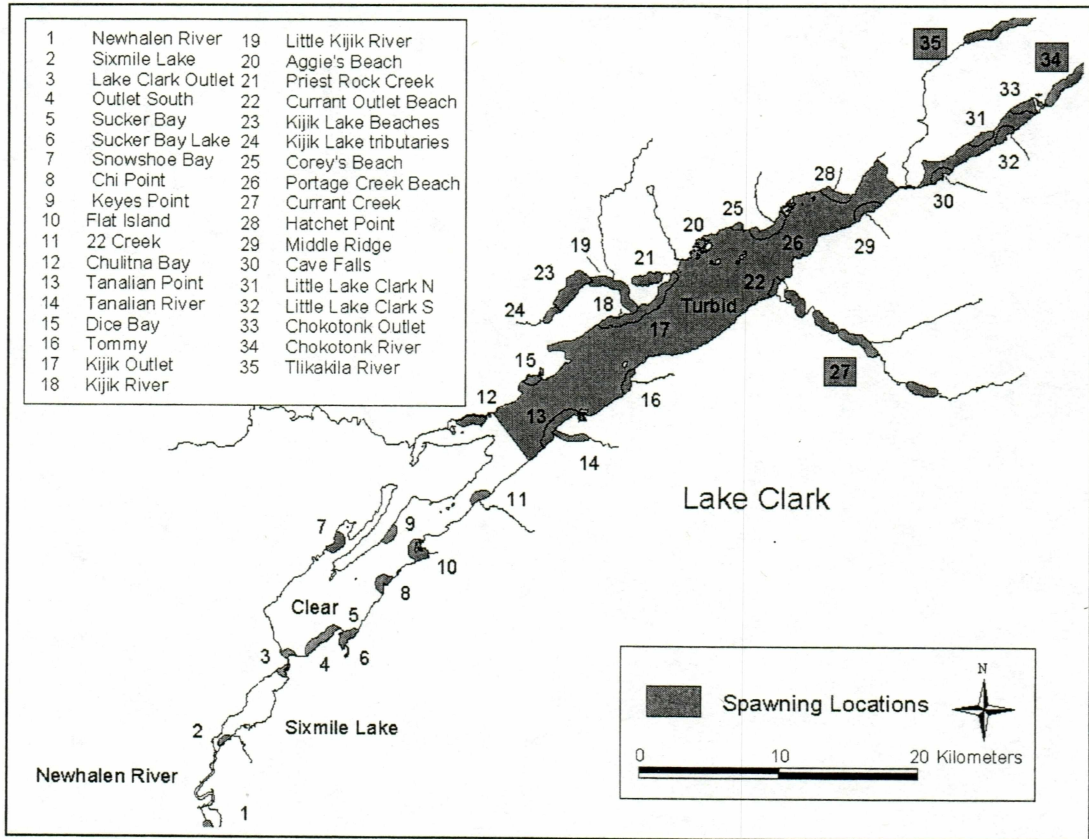 1 Newhalen River 19 Little Kijik River
2 Sixmile Lake 20 Aggie's Beach
3 Lake Clark Outlet 21 Priest Rock Creek
4 Outlet South 22 Currant Outlet Beach
5 Sucker Bay 23 Kijik Lake Beaches
6 Sucker Bay Lake 24 Kijik Lake tributaries
7 Snowshoe Bay 25 Corey's Beach
8 Chi Point 26 Portage Creek Beach
9 Keyes Point 27 Currant Creek
10 Flat Island 28 Hatchet Point
11 22 Creek 29 Middle Ridge
12 Chulitna Bay 30 Cave Falls
13 Tanalian Point 31 Little Lake Clark N
14 Tanalian River 32 Little Lake Clark S
15 Dice Bay 33 Chokotonk Outlet
16 Tommy 34 Chokotonk River
17 Kijik Outlet 35 Tlikakila River
18 Kijik River
35
34
33
31
32
30
28
29
25
20
26
19
21
23
22
24
18
Turbid
17
27
15
16
12
13
14
11
Lake Clark
7
9
10
8
Clear
5
3
4
6
2
Sixmile Lake
Newhalen River
1
N
Spawning Locations
0 10 20 Kilometers